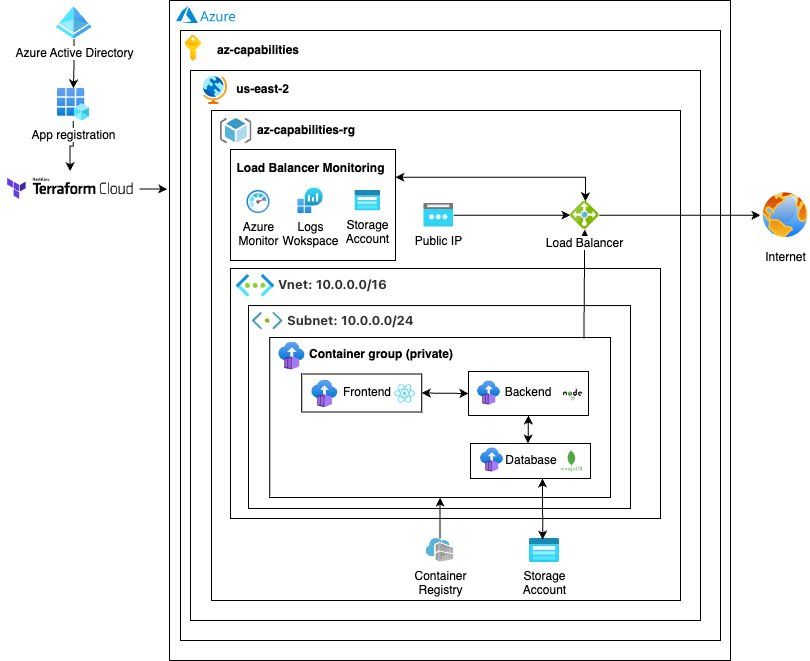 Azure
Azure Active Directory
az-capabilities
us-east-2
App registration
az-capabilities-rg
HashiCorp
Terraform Cloud
Load Balancer Monitoring
Azure
Monitor
Logs
Wokspace
Storage
Account
Public IP
Load Balancer
Internet
Vnet: 10.0.0.0/16
Subnet: 10.0.0.0/24
Container group (private)
Frontend
Backend
node
Database
mongoDB
Container
Registry
Storage
Account